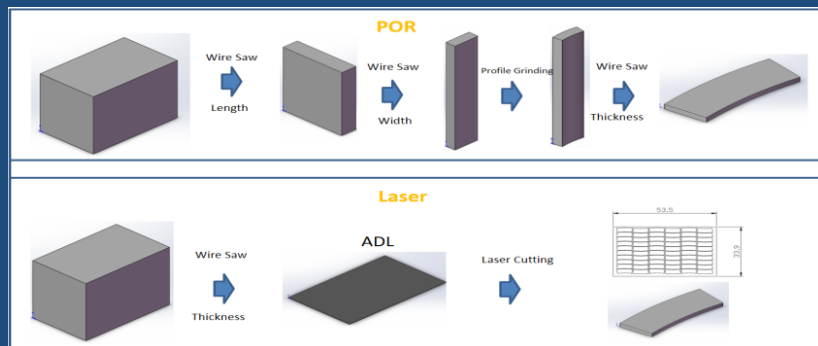 POR
Wire Saw
Length
Wire Saw
Width
Profile Grinding
Wire Saw
Thickness
Laser
Wire Saw
Thickness
ADL
Laser Cutting
53,5
33,9